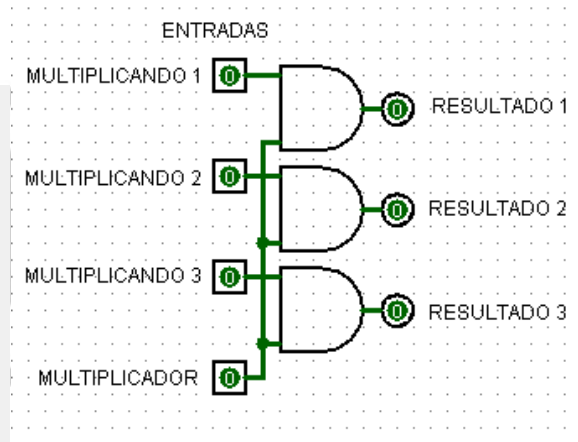 ENTRADAS
MULTIPLICANDO 1
0
0
RESULTADO 1
MULTIPLICANDO 2
0
0
RESULTADO 2
MULTIPLICANDO 3
0
0
RESULTADO 3
MULTIPLICADOR
0